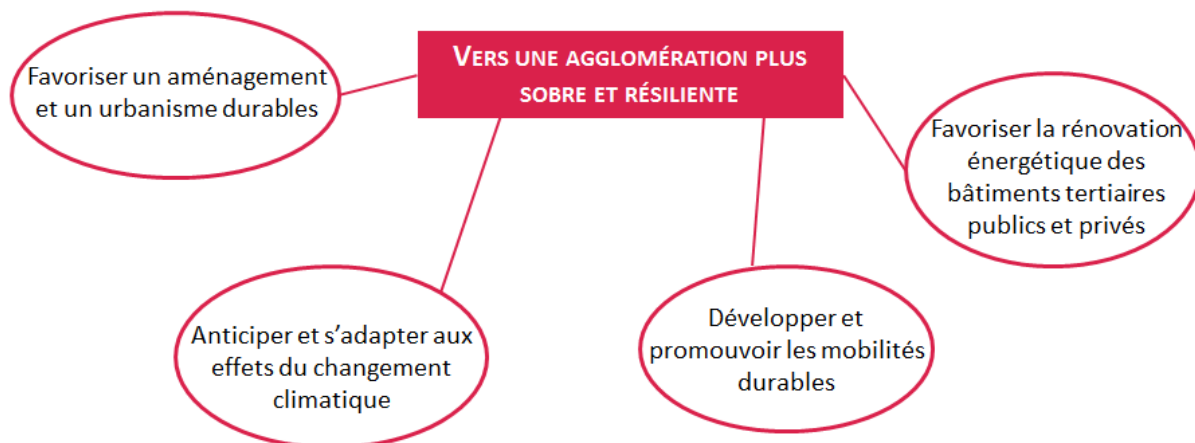 VERS UNE AGGLOMÉRATION PLUS
SOBRE ET RÉSILIENTE
Favoriser un aménagement
et un urbanisme durables
Anticiper et s’adapter aux
effets du changement
climatique
Développer et
promouvoir les mobilités
durables
Favoriser la rénovation
énergétique des
bâtiments tertiaires
publics et privés